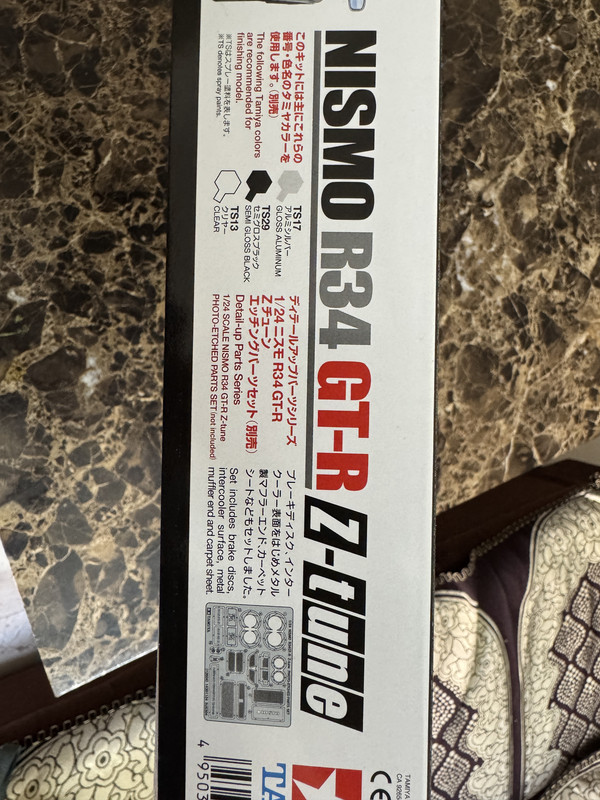 NISMO R34 GT-R Z-tune
このキットには主にこれらの
番号・色名のタミヤカラーを
使用します。(別売)
The following Tamiya colors
are recommended for
finishing model.
※TSはスプレー塗料を表します。
※TS denotes spray paints.
TS17
アルミシルバー
GLOSS ALUMINUM
TS29
セミグロスブラック
SEMI GLOSS BLACK
TS13
クリヤー
CLEAR
ディテールアップパーツシリーズ
1/24 ニスモ R34 GT-R
Z チューン
エッチングパーツセット(別売)
Detail-up Parts Series
1/24 SCALE NISMO R34 GT-R Z-tune
PHOTO-ETCHED PARTS SET (not included)
ブレーキディスク、インター
クーラー表面をはじめメタル
製マフラーエンド、カーペット
シートなどもセットしました。
Set includes brake discs,
intercooler surface, metal
muffler end and carpet sheet.
CE
TAMIYA
CA 9265
TA
4 9503